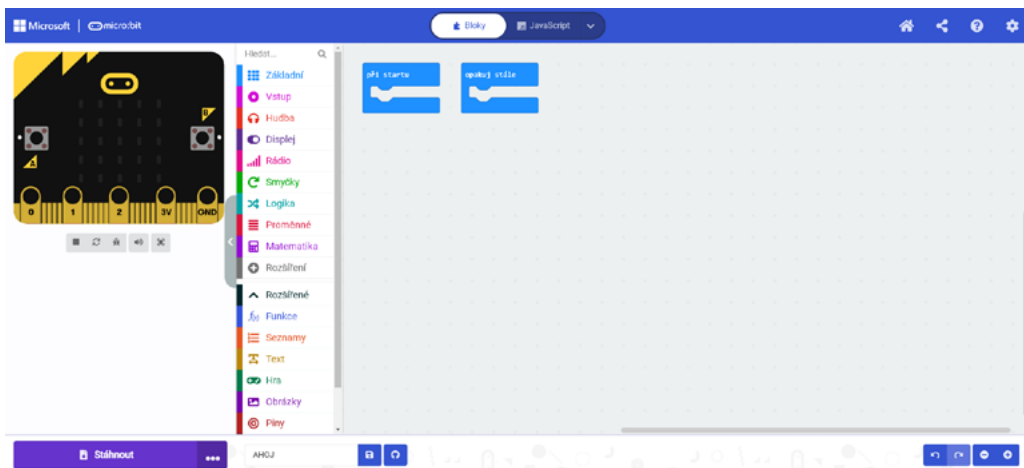 Microsoft | micro:bit
Bloky
JavaScript
Hledat...
Základní
Vstup
Hudba
Displej
Rádio
Smyčky
Logika
Proměnné
Matematika
Rozšíření
Rozšířené
Funkce
Seznamy
Text
Hra
Obrázky
Piny
při startu
opakuj stále
B
A
0 1 2 3V GND
Stáhnout
AHOJ